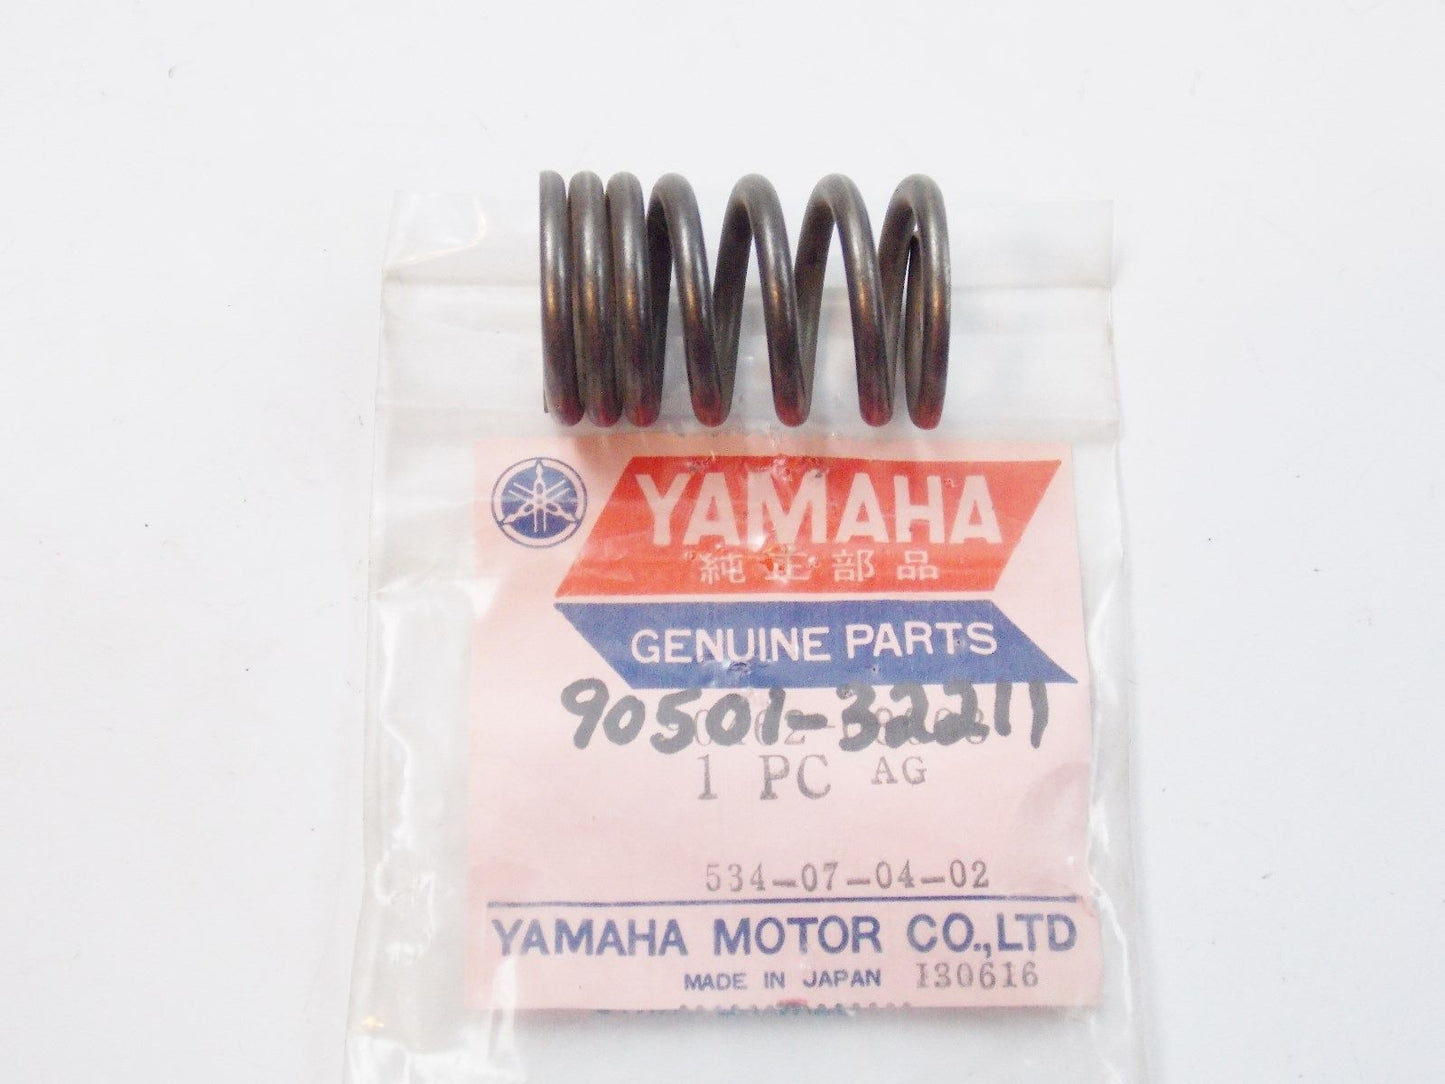 YAMAHA
純正部品
GENUINE PARTS
90501-32211
1 PC AG
534-07-04-02
YAMAHA MOTOR CO.,LTD
MADE IN JAPAN I30616